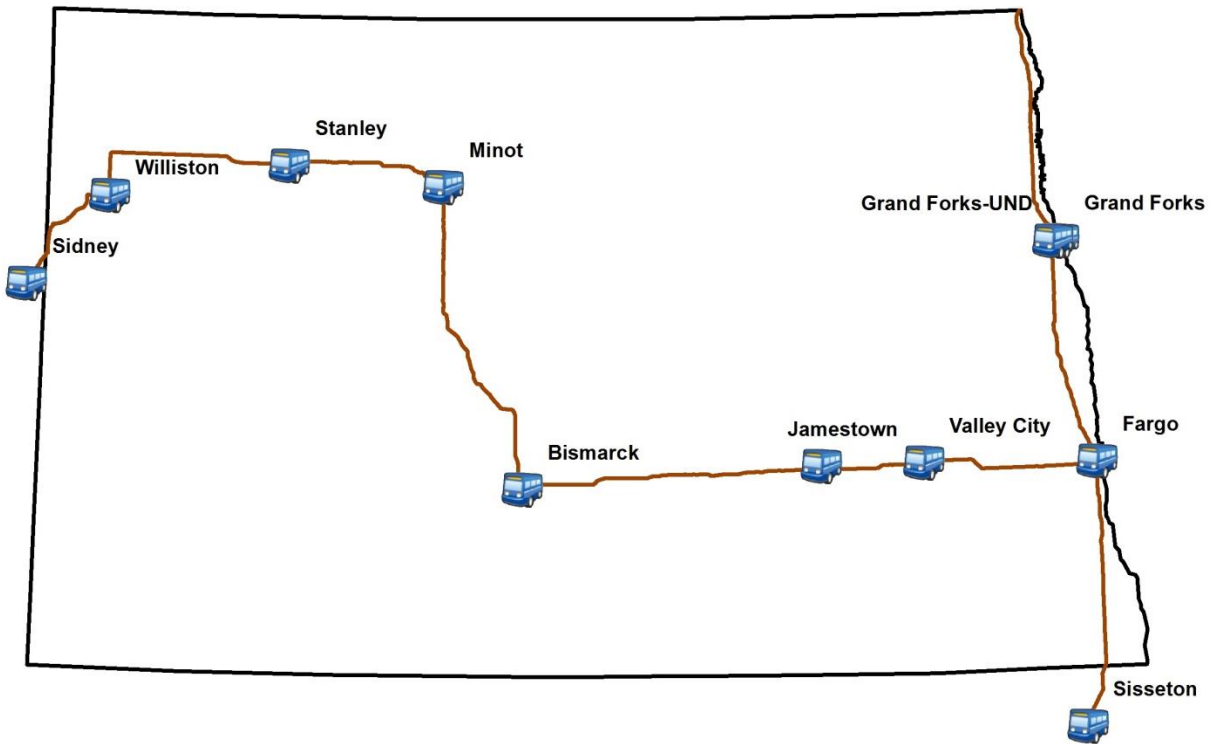 Stanley
Minot
Williston
Grand Forks-UND
Grand Forks
Sidney
Fargo
Valley City
Jamestown
Bismarck
Sisseton